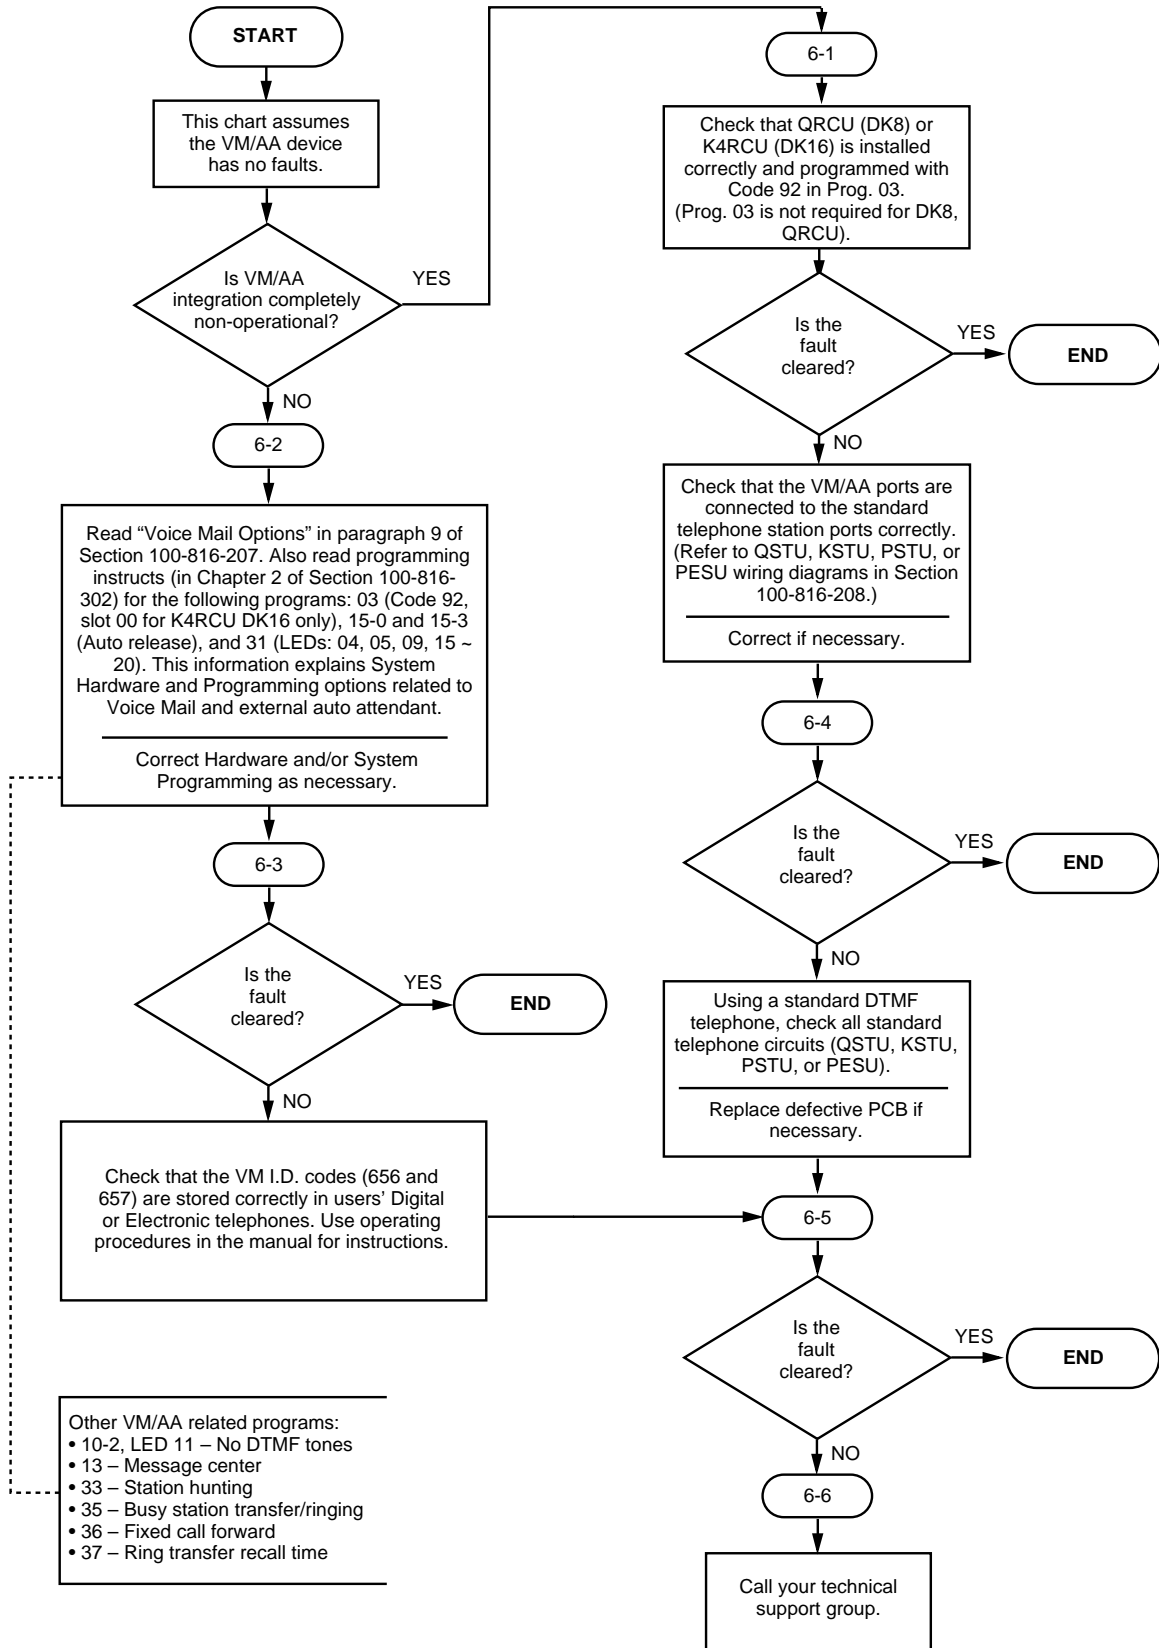 START
This chart assumes
the VM/AA device
has no faults.
Is VM/AA
integration completely
non-operational?
YES
NO
6-2
Read “Voice Mail Options” in paragraph 9 of
Section 100-816-207. Also read programming
instructs (in Chapter 2 of Section 100-816-
302) for the following programs: 03 (Code 92,
slot 00 for K4RCU DK16 only), 15-0 and 15-3
(Auto release), and 31 (LEDs: 04, 05, 09, 15 ~
20). This information explains System
Hardware and Programming options related to
Voice Mail and external auto attendant.
Correct Hardware and/or System
Programming as necessary.
6-3
Is the
fault
cleared?
YES
END
NO
Check that the VM I.D. codes (656 and
657) are stored correctly in users’ Digital
or Electronic telephones. Use operating
procedures in the manual for instructions.
Other VM/AA related programs:
• 10-2, LED 11 – No DTMF tones
• 13 – Message center
• 33 – Station hunting
• 35 – Busy station transfer/ringing
• 36 – Fixed call forward
• 37 – Ring transfer recall time
6-1
Check that QRCU (DK8) or
K4RCU (DK16) is installed
correctly and programmed with
Code 92 in Prog. 03.
(Prog. 03 is not required for DK8,
QRCU).
Is the
fault
cleared?
YES
END
NO
Check that the VM/AA ports are
connected to the standard
telephone station ports correctly.
(Refer to QSTU, KSTU, PSTU, or
PESU wiring diagrams in Section
100-816-208.)
Correct if necessary.
6-4
Is the
fault
cleared?
YES
END
NO
Using a standard DTMF
telephone, check all standard
telephone circuits (QSTU, KSTU,
PSTU, or PESU).
Replace defective PCB if
necessary.
6-5
Is the
fault
cleared?
YES
END
NO
6-6
Call your technical
support group.